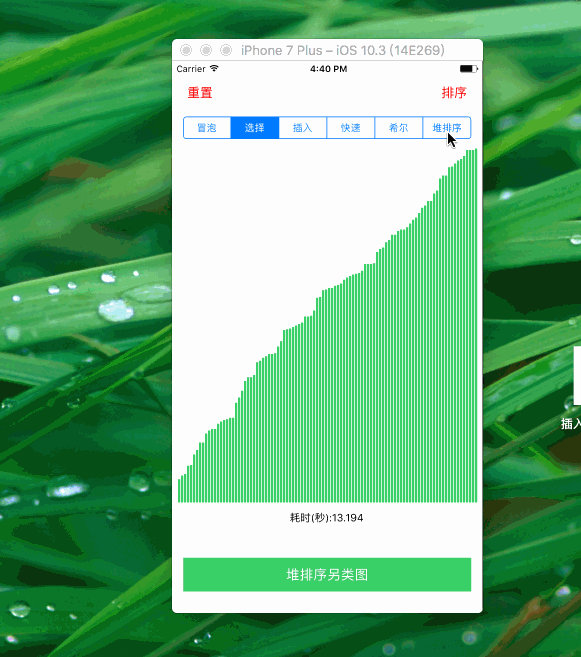 iPhone 7 Plus – iOS 10.3 (14E269)
Carrier 4:40 PM
重置 排序
冒泡 选择 插入 快速 希尔 堆排序
耗时(秒):13.194
堆排序另类图
插入